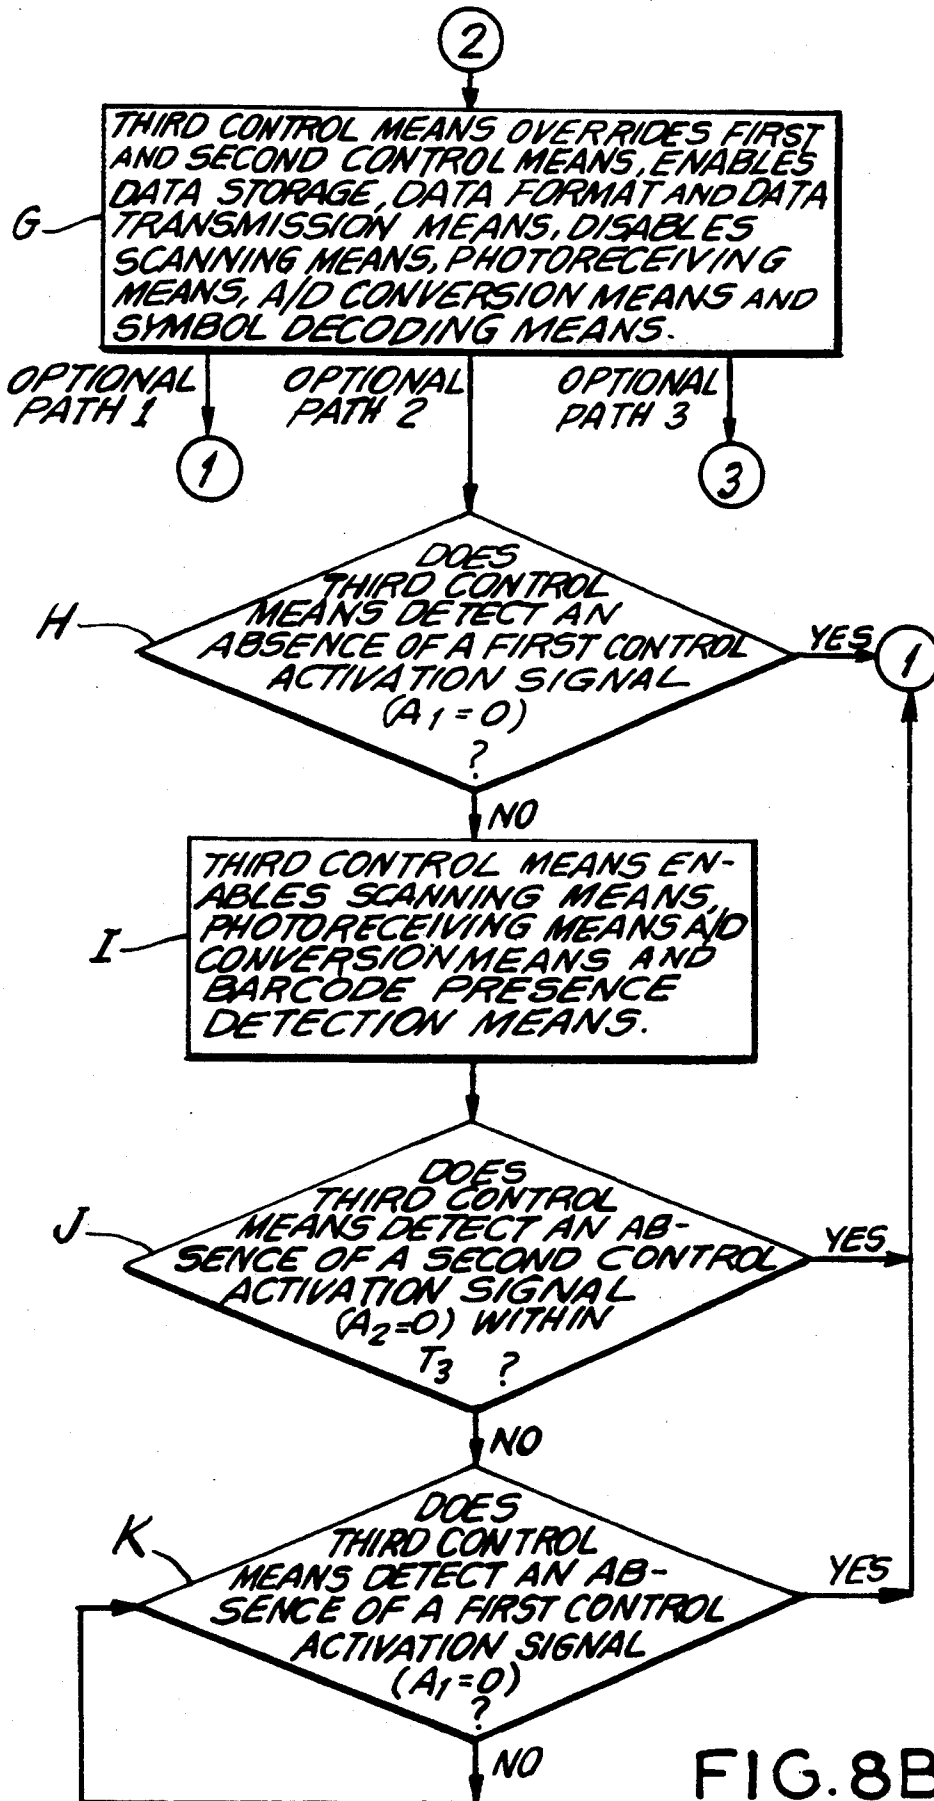 2
THIRD CONTROL MEANS OVERRIDES FIRST
AND SECOND CONTROL MEANS, ENABLES
DATA STORAGE, DATA FORMAT AND DATA
TRANSMISSION MEANS, DISABLES
SCANNING MEANS, PHOTORECEIVING
MEANS, A/D CONVERSION MEANS AND
SYMBOL DECODING MEANS.
G
OPTIONAL
PATH 1
OPTIONAL
PATH 2
OPTIONAL
PATH 3
1
3
H
DOES
THIRD CONTROL
MEANS DETECT AN
ABSENCE OF A FIRST CONTROL
ACTIVATION SIGNAL
(A1=0)
?
YES
1
NO
I
THIRD CONTROL MEANS EN-
ABLES SCANNING MEANS,
PHOTORECEIVING MEANS A/D
CONVERSION MEANS AND
BARCODE PRESENCE
DETECTION MEANS.
J
DOES
THIRD CONTROL
MEANS DETECT AN AB-
SENCE OF A SECOND CONTROL
ACTIVATION SIGNAL
(A2=0) WITHIN
T3 ?
YES
NO
K
DOES
THIRD CONTROL
MEANS DETECT AN AB-
SENCE OF A FIRST CONTROL
ACTIVATION SIGNAL
(A1=0)
?
YES
NO
FIG. 8B